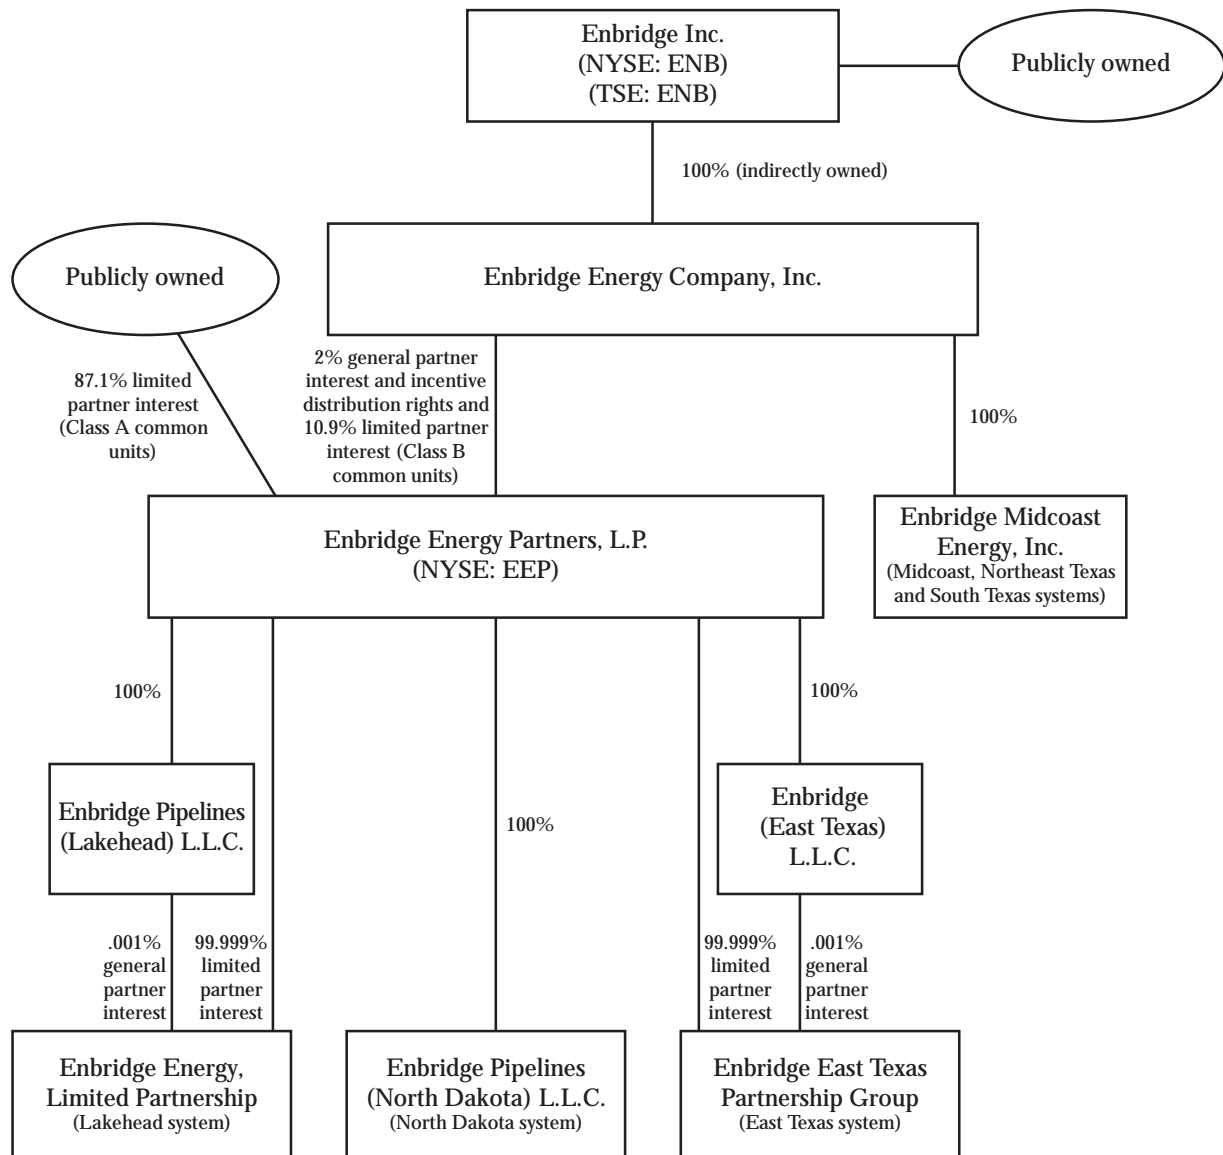 Enbridge Inc.
(NYSE: ENB)
(TSE: ENB)
Publicly owned
100% (indirectly owned)
Publicly owned
Enbridge Energy Company, Inc.
87.1% limited
partner interest
(Class A common
units)
2% general partner
interest and incentive
distribution rights and
10.9% limited partner
interest (Class B
common units)
100%
Enbridge Energy Partners, L.P.
(NYSE: EEP)
Enbridge Midcoast
Energy, Inc.
(Midcoast, Northeast Texas
and South Texas systems)
100%
100%
Enbridge Pipelines
(Lakehead) L.L.C.
100%
Enbridge
(East Texas)
L.L.C.
.001%
general
partner
interest
99.999%
limited
partner
interest
99.999%
limited
partner
interest
.001%
general
partner
interest
Enbridge Energy,
Limited Partnership
(Lakehead system)
Enbridge Pipelines
(North Dakota) L.L.C.
(North Dakota system)
Enbridge East Texas
Partnership Group
(East Texas system)